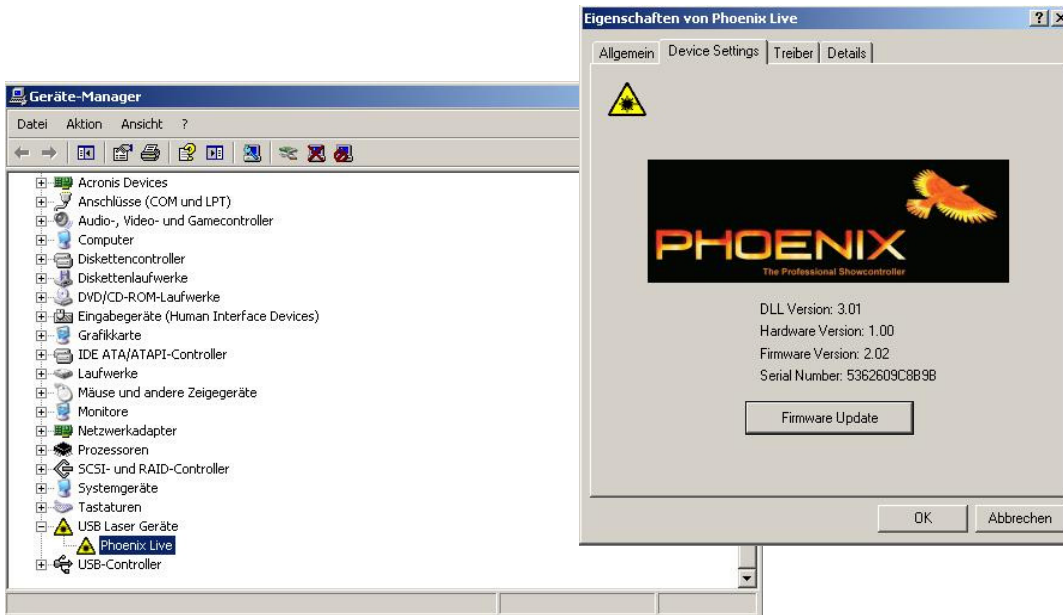 Geräte-Manager
Datei Aktion Ansicht ?
Acronis Devices
Anschlüsse (COM und LPT)
Audio-, Video- und Gamecontroller
Computer
Diskettencontroller
Diskettenlaufwerke
DVD/CD-ROM-Laufwerke
Eingabegeräte (Human Interface Devices)
Grafikkarte
IDE ATA/ATAPI-Controller
Laufwerke
Mäuse und andere Zeigegeräte
Monitore
Netzwerkadapter
Prozessoren
SCSI- und RAID-Controller
Systemgeräte
Tastaturen
USB Laser Geräte
Phoenix Live
USB-Controller
Eigenschaften von Phoenix Live
Allgemein Device Settings Treiber Details
PHOENIX
The Professional Showcontroller
DLL Version: 3.01
Hardware Version: 1.00
Firmware Version: 2.02
Serial Number: 5362609C8B9B
Firmware Update
OK Abbrechen